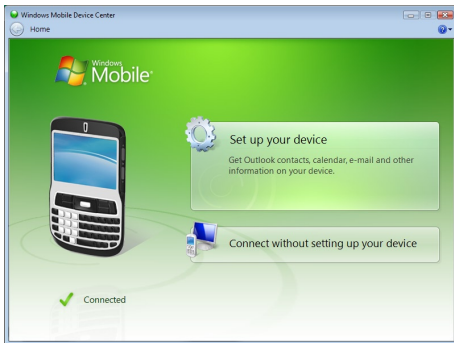 Windows Mobile Device Center
Home
Windows
Mobile®
Set up your device
Get Outlook contacts, calendar, e-mail and other
information on your device.
Connect without setting up your device
Connected